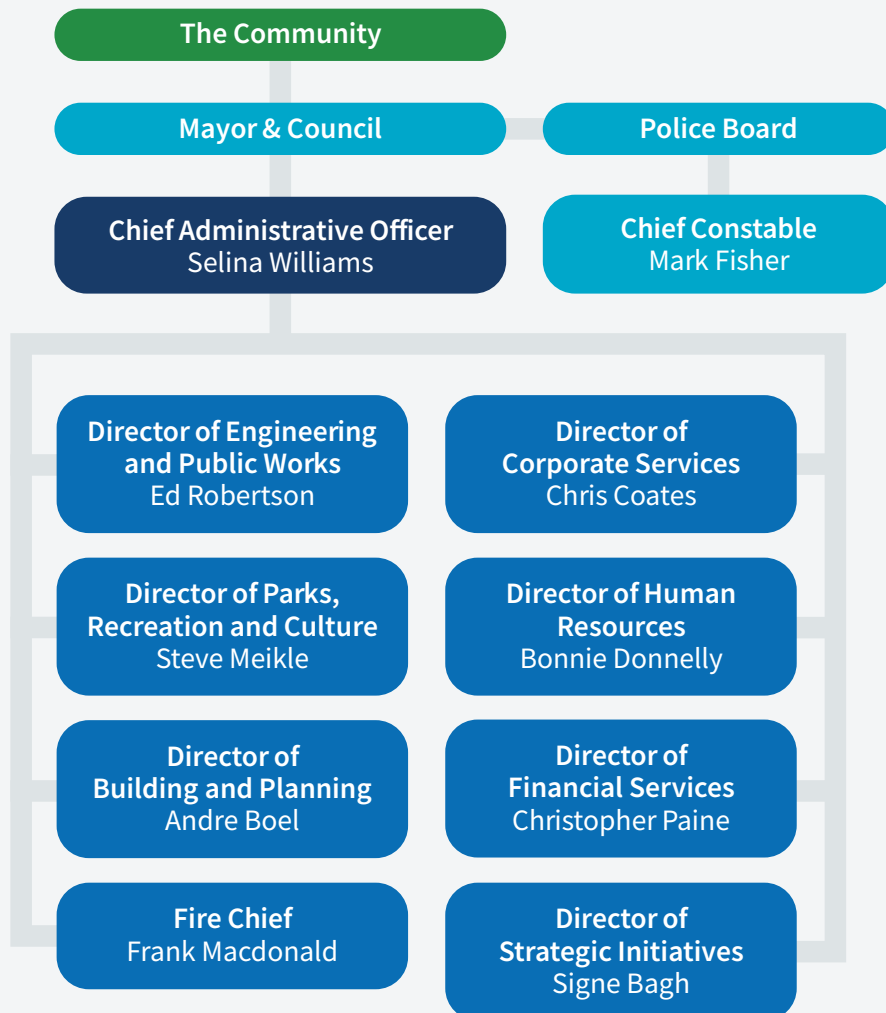 The Community
Mayor & Council
Police Board
Chief Administrative Officer
Selina Williams
Chief Constable
Mark Fisher
Director of Engineering
and Public Works
Ed Robertson
Director of
Corporate Services
Chris Coates
Director of Parks,
Recreation and Culture
Steve Meikle
Director of Human
Resources
Bonnie Donnelly
Director of
Building and Planning
Andre Boel
Director of
Financial Services
Christopher Paine
Fire Chief
Frank Macdonald
Director of
Strategic Initiatives
Signe Bagh